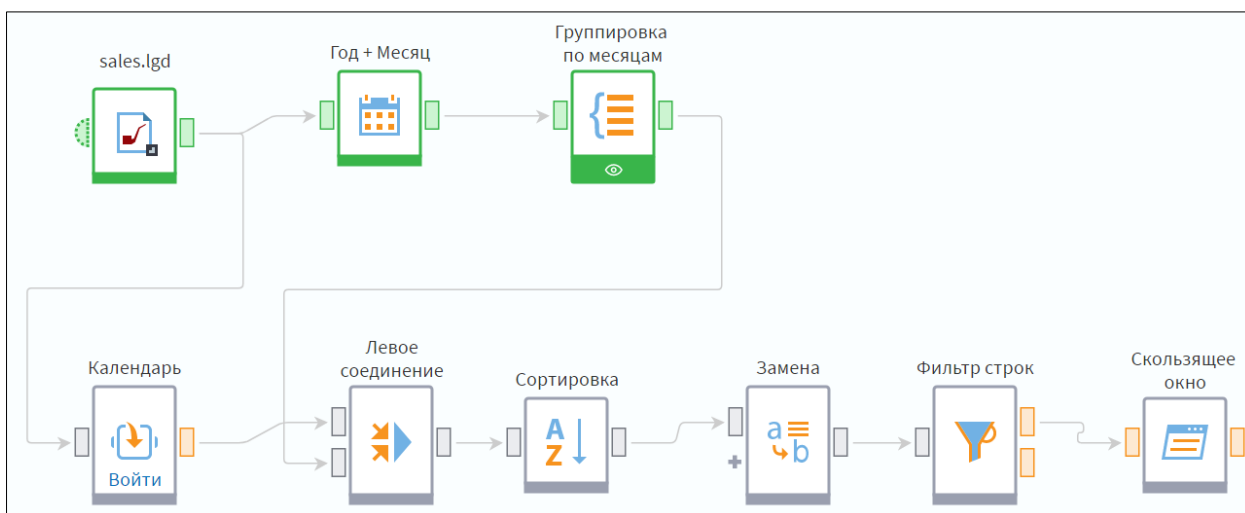 sales.lgd
Год + Месяц
Группировка
по месяцам
Календарь
Войти
Левое
соединение
Сортировка
Замена
Фильтр строк
Скользящее
окно